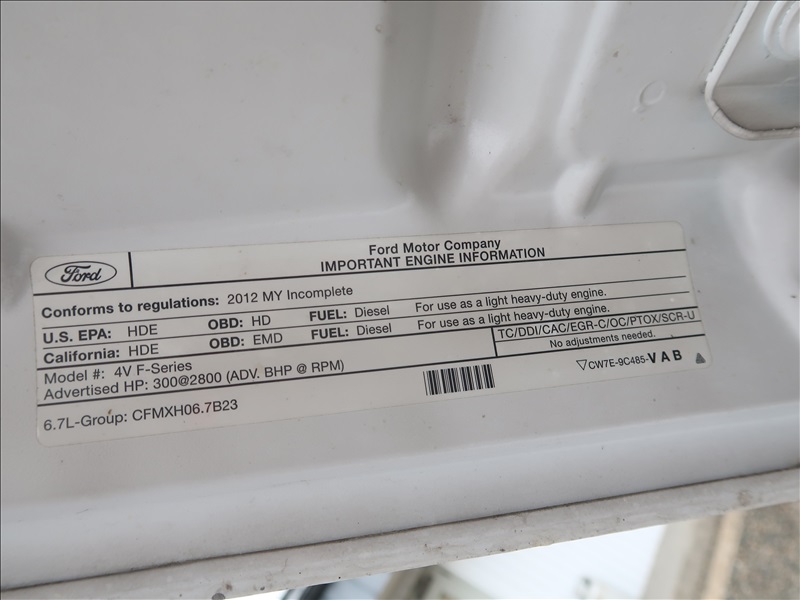 Ford
Ford Motor Company
IMPORTANT ENGINE INFORMATION
Conforms to regulations: 2012 MY Incomplete
U.S. EPA: HDE OBD: HD FUEL: Diesel For use as a light heavy-duty engine.
California: HDE OBD: EMD FUEL: Diesel For use as a light heavy-duty engine.
Model #: 4V F-Series
TC/DDI/CAC/EGR-C/OC/PTOX/SCR-U
Advertised HP: 300@2800 (ADV. BHP @ RPM)
No adjustments needed.
6.7L-Group: CFMXH06.7B23
▽CW7E-9C485-VAB